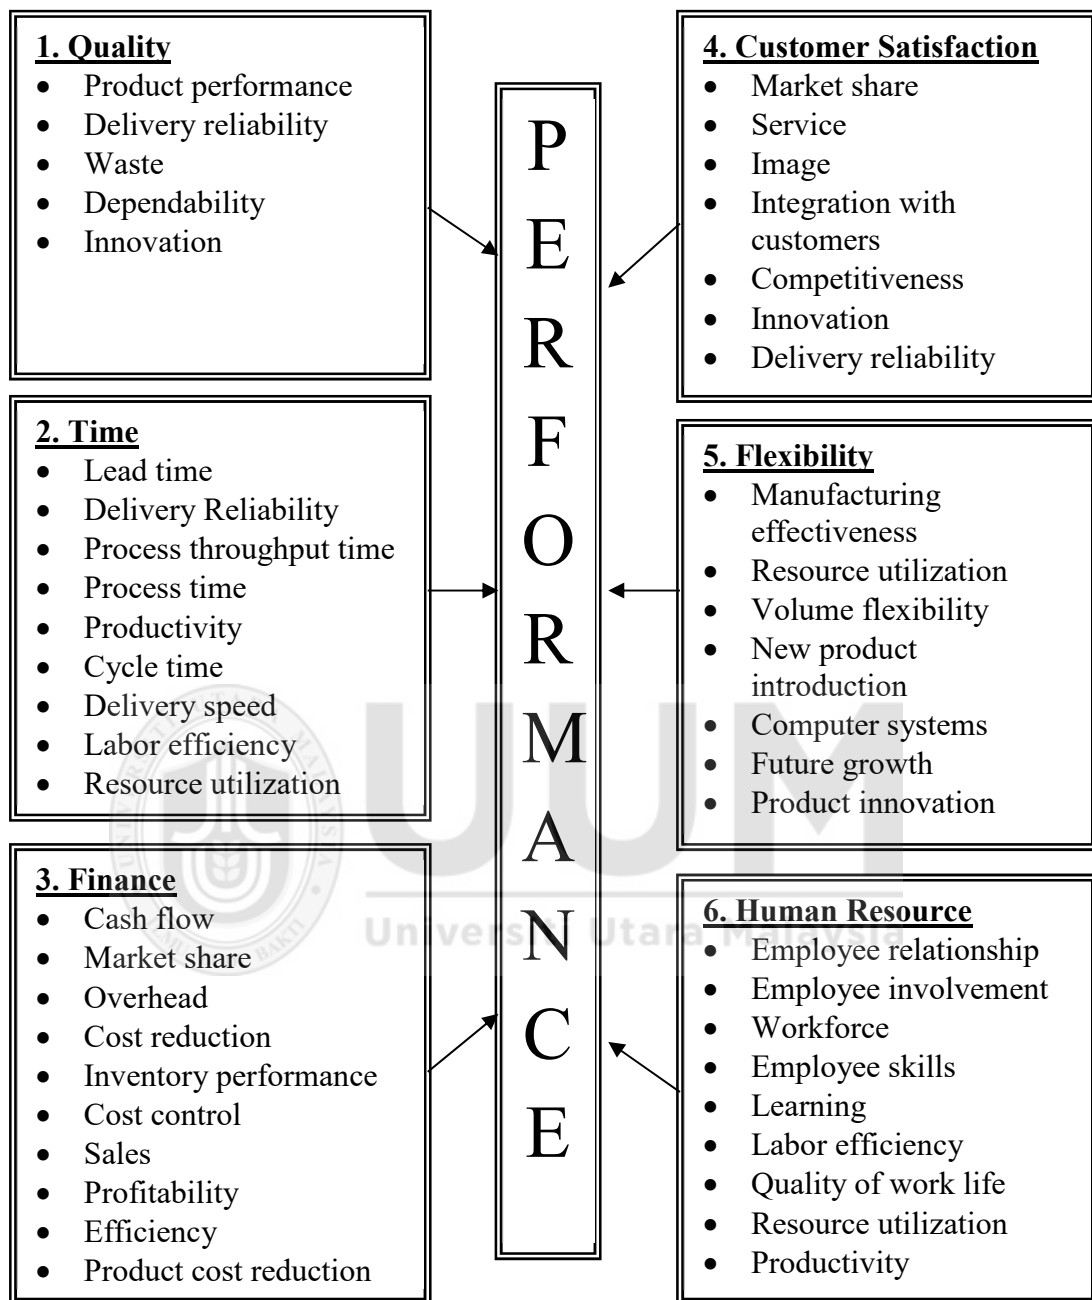 1. Quality
• Product performance
• Delivery reliability
• Waste
• Dependability
• Innovation
2. Time
• Lead time
• Delivery Reliability
• Process throughput time
• Process time
• Productivity
• Cycle time
• Delivery speed
• Labor efficiency
• Resource utilization
3. Finance
• Cash flow
• Market share
• Overhead
• Cost reduction
• Inventory performance
• Cost control
• Sales
• Profitability
• Efficiency
• Product cost reduction
P
E
R
F
O
R
M
A
N
C
E
4. Customer Satisfaction
• Market share
• Service
• Image
• Integration with
customers
• Competitiveness
• Innovation
• Delivery reliability
5. Flexibility
• Manufacturing
effectiveness
• Resource utilization
• Volume flexibility
• New product
introduction
• Computer systems
• Future growth
• Product innovation
6. Human Resource
• Employee relationship
• Employee involvement
• Workforce
• Employee skills
• Learning
• Labor efficiency
• Quality of work life
• Resource utilization
• Productivity
UUM
Universiti Utara Malaysia
UNIVERSITI UTARA MALAYSIA